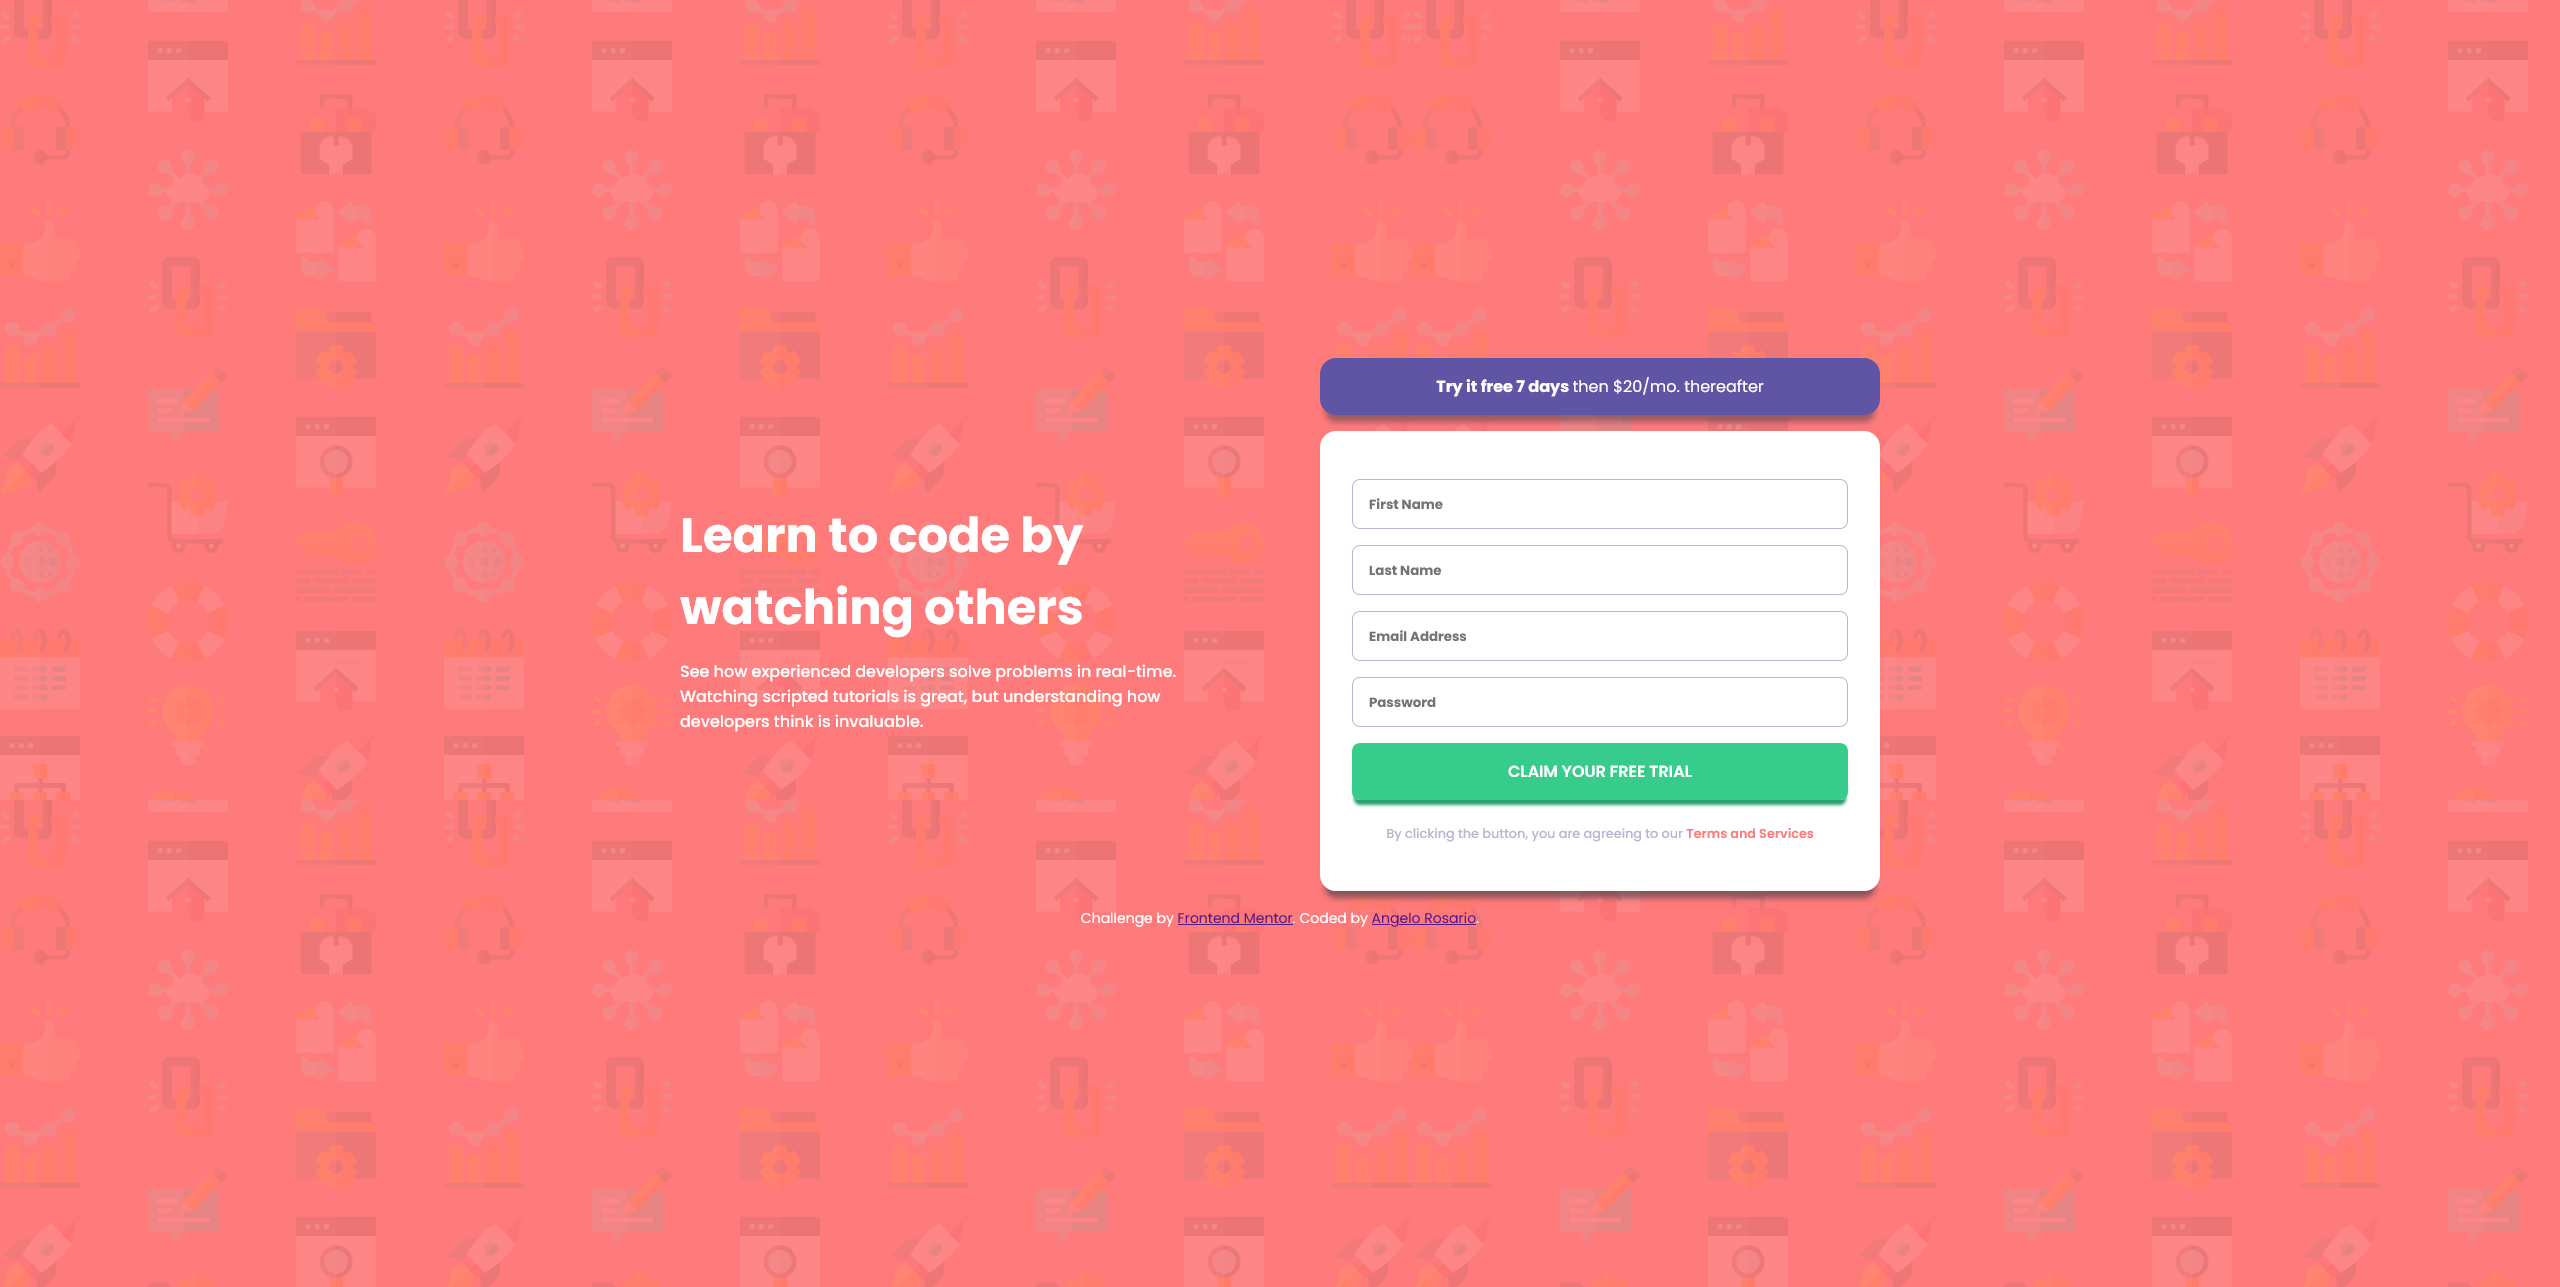 Learn to code by
watching others
See how experienced developers solve problems in real-time.
Watching scripted tutorials is great, but understanding how
developers think is invaluable.
Try it free 7 days then $20/mo. thereafter
First Name
Last Name
Email Address
Password
CLAIM YOUR FREE TRIAL
By clicking the button, you are agreeing to our Terms and Services
Challenge by Frontend Mentor. Coded by Angelo Rosario.